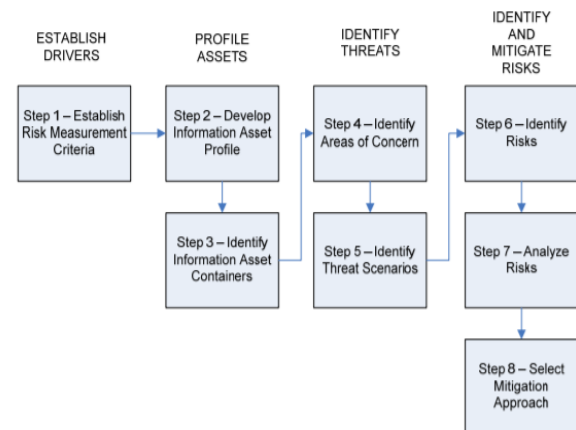 ESTABLISH
DRIVERS
PROFILE
ASSETS
IDENTIFY
THREATS
IDENTIFY
AND
MITIGATE
RISKS
Step 1 – Establish
Risk Measurement
Criteria
Step 2 – Develop
Information Asset
Profile
Step 3 – Identify
Information Asset
Containers
Step 4 – Identify
Areas of Concern
Step 5 – Identify
Threat Scenarios
Step 6 – Identify
Risks
Step 7 – Analyze
Risks
Step 8 – Select
Mitigation
Approach